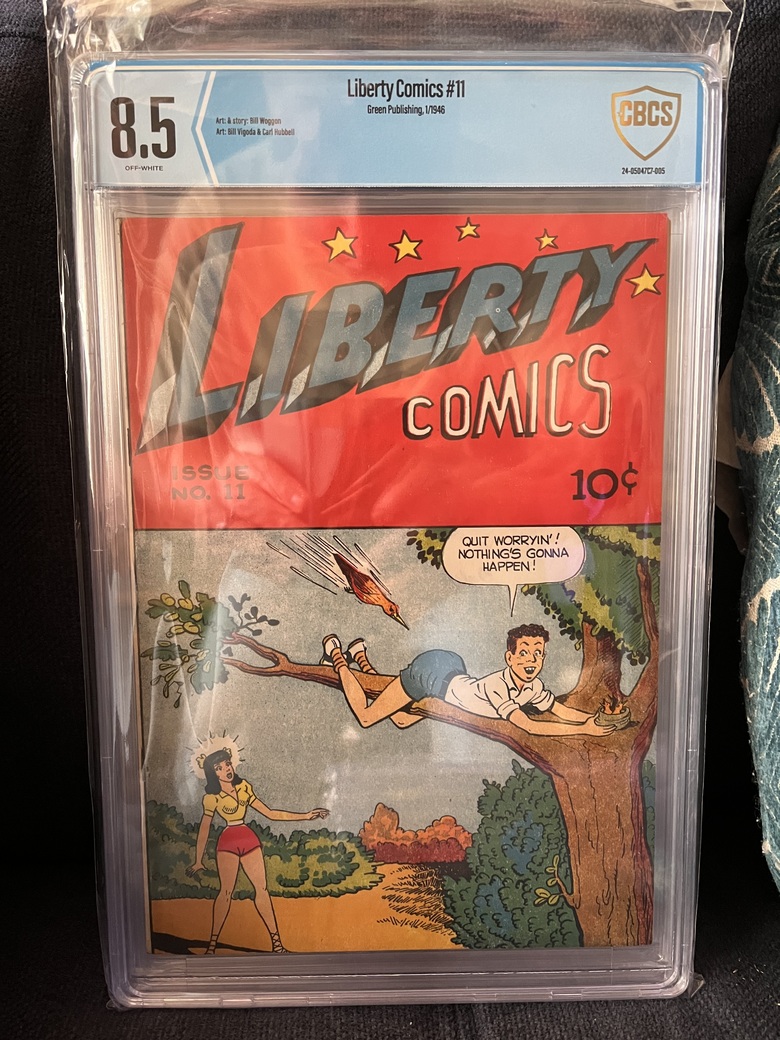 8.5
OFF-WHITE
Art & story: Bill Woggon
Art: Bill Vigoda & Carl Hubbell
Liberty Comics #11
Green Publishing, 1/1946
CBCS
24-05047C7-005
LIBERTY
COMICS
ISSUE
NO. 11
10¢
QUIT WORRYIN'!
NOTHING'S GONNA
HAPPEN!